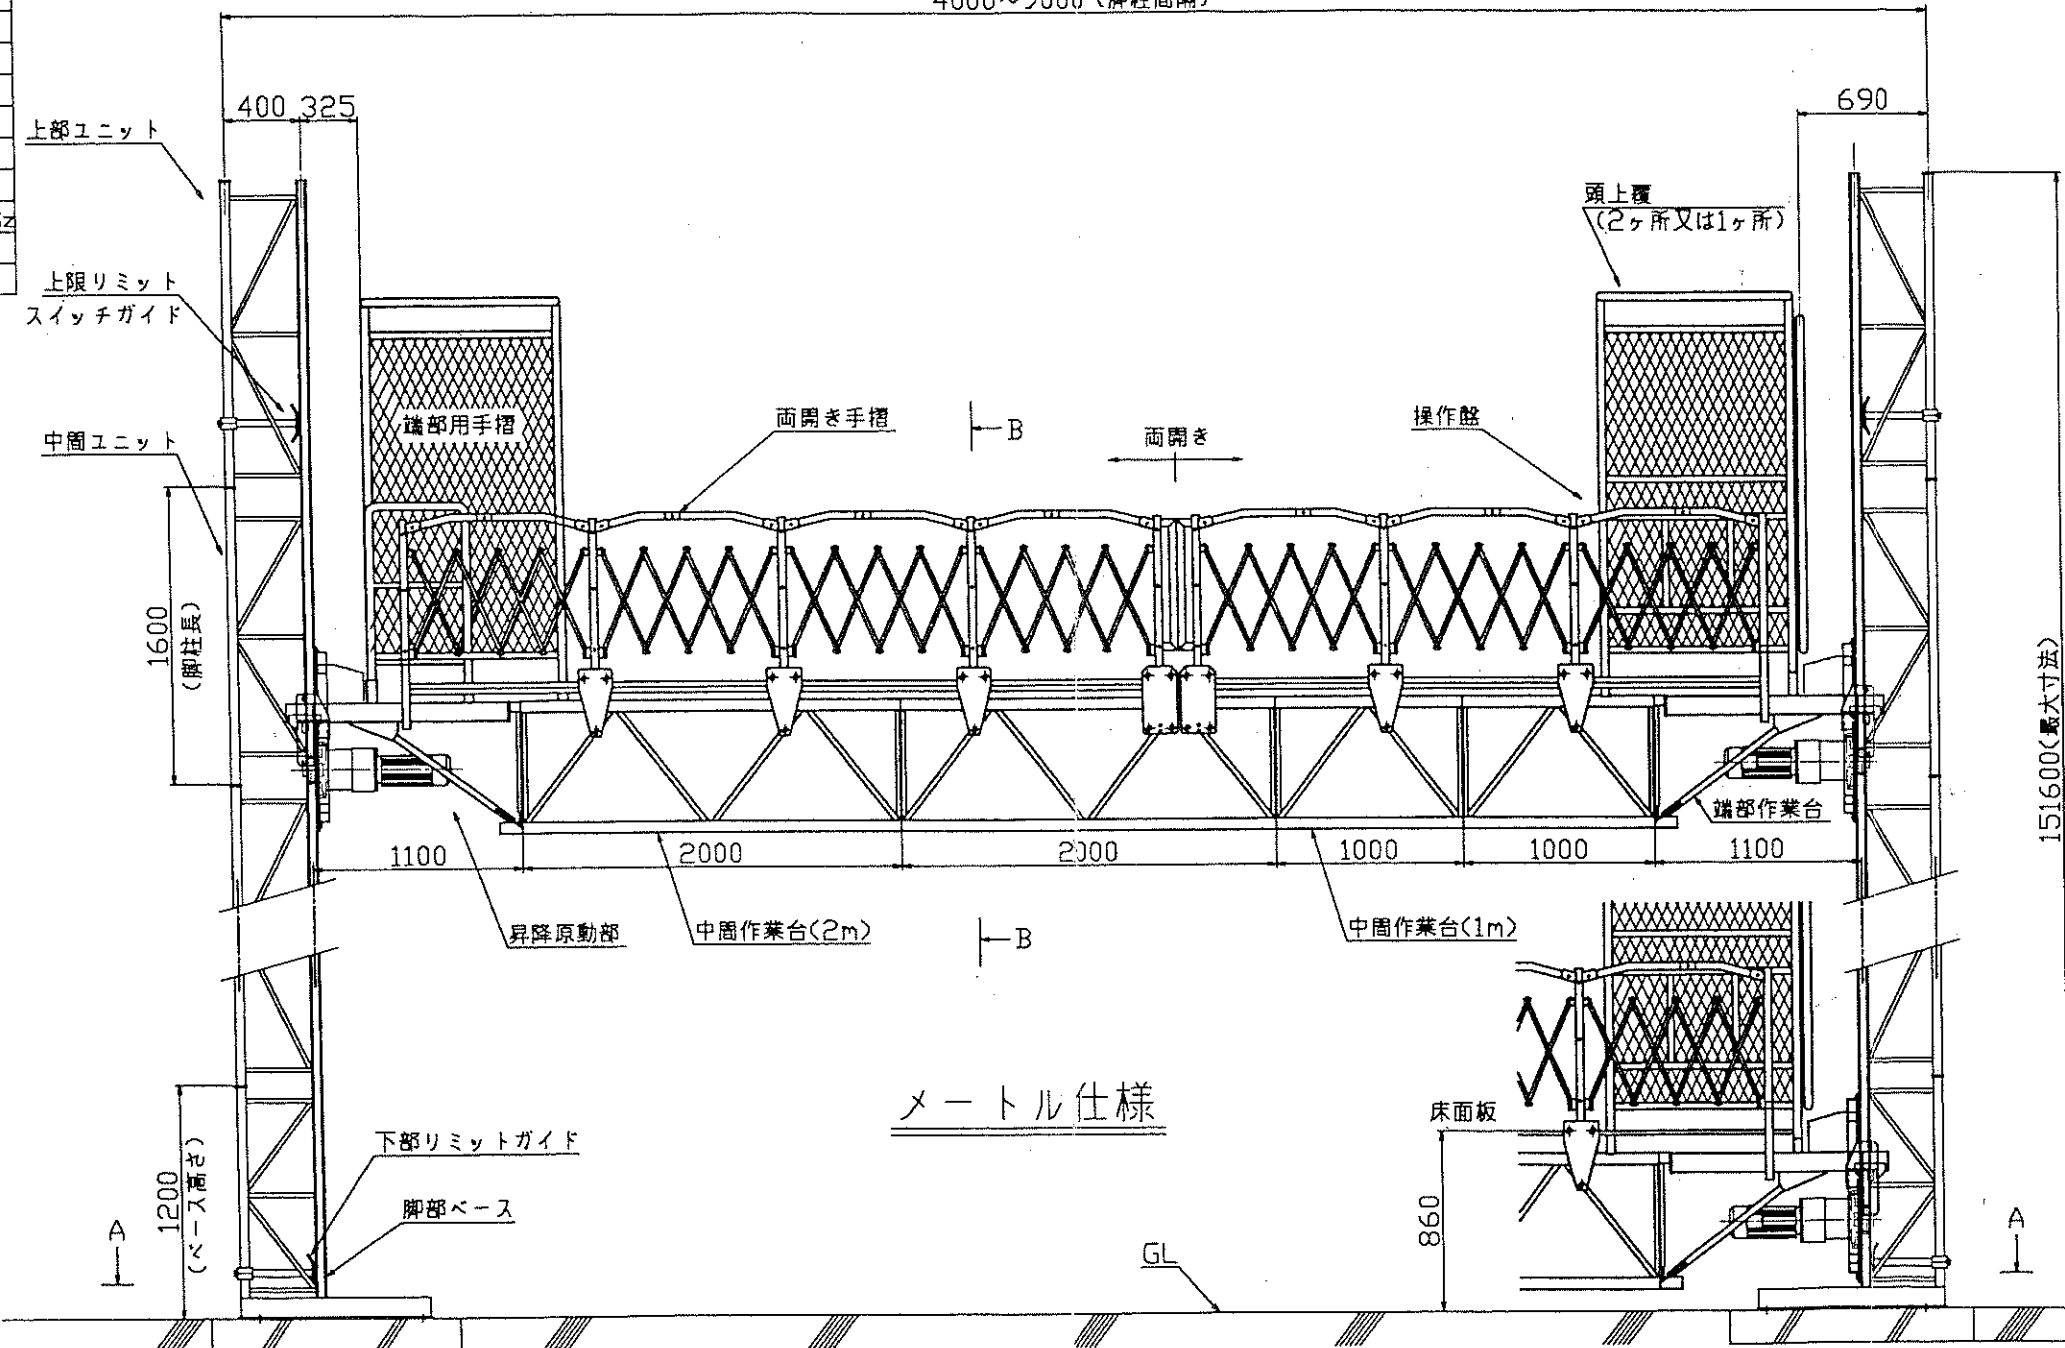 4000～9000（脚柱間隔）
400 325
690
上部ユニット
頭上覆
(2ヶ所又は1ヶ所)
上限リミット
スイッチガイド
端部用手摺
両開き手摺
B
両開き
操作盤
中間ユニット
1600
(脚柱長)
151600(最大寸法)
端部作業台
1100
2000
2000
1000
1000
1100
昇降原動部
中間作業台(2m)
B
中間作業台(1m)
メートル仕様
床面板
下部リミットガイド
1200
(ベース高さ)
脚部ベース
860
A
GL
A